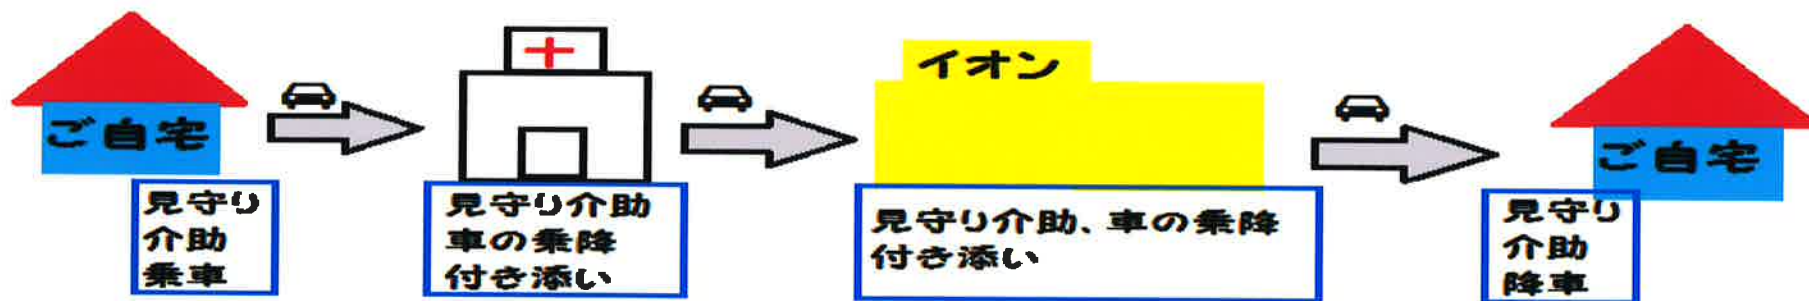 ご自宅
見守り
介助
乗車
見守り介助
車の乗降
付き添い
イオン
見守り介助、車の乗降
付き添い
ご自宅
見守り
介助
降車